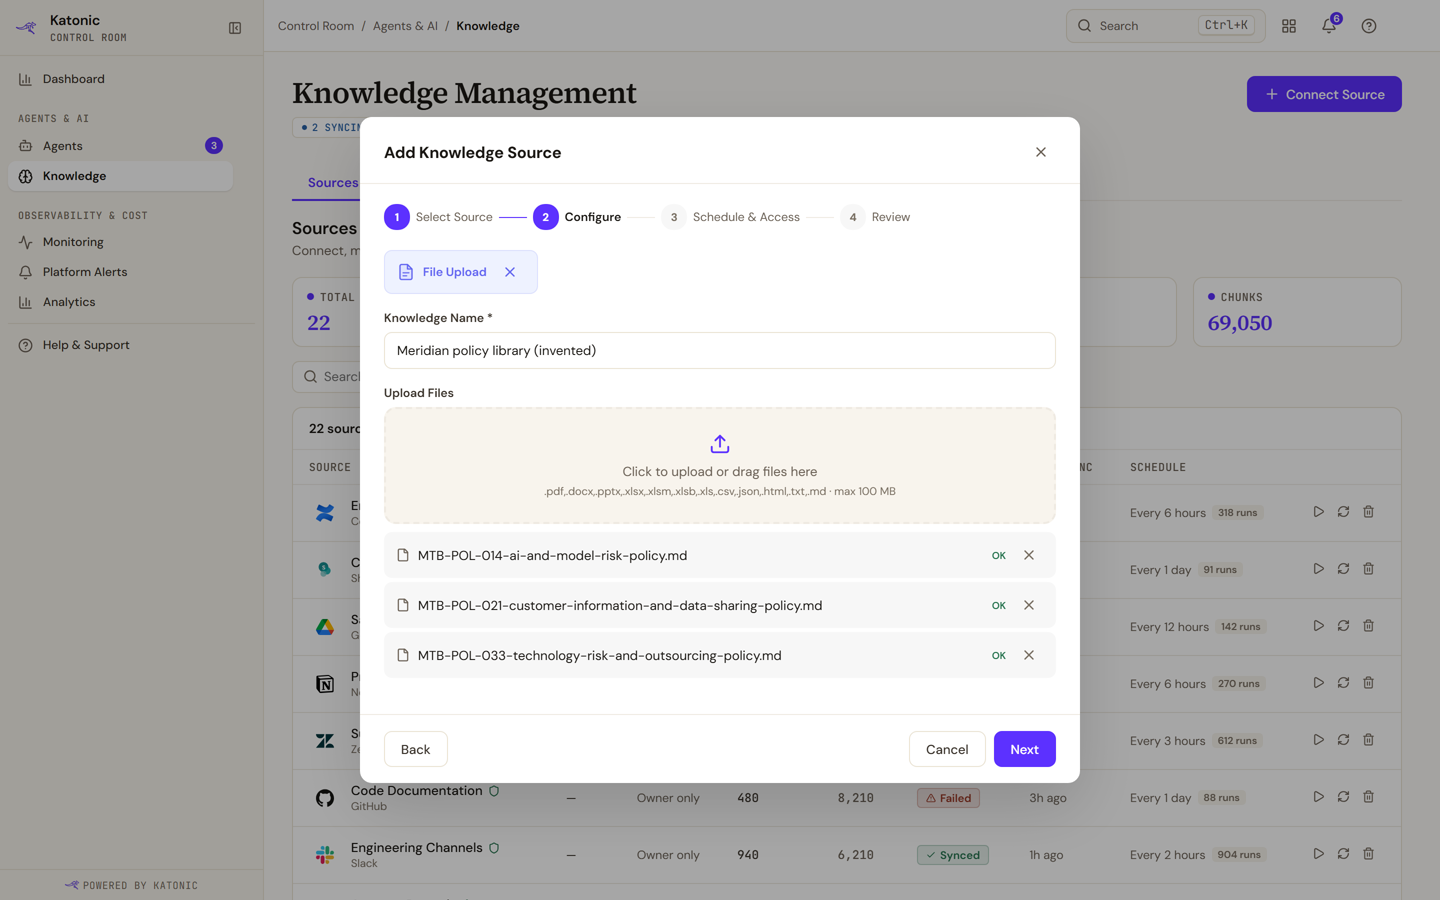 Katonic
CONTROL ROOM
Control Room / Agents & AI / Knowledge
Search Ctrl+K
6
Dashboard
AGENTS & AI
Agents 3
Knowledge
OBSERVABILITY & COST
Monitoring
Platform Alerts
Analytics
Help & Support
POWERED BY KATONIC
Knowledge Management
Connect Source
2 SYNCIN
Sources
Sources
Connect, m
TOTAL
22
CHUNKS
69,050
Search
22 sourc
SOURCE NC SCHEDULE
Every 6 hours 318 runs
Every 1 day 91 runs
Every 12 hours 142 runs
Every 6 hours 270 runs
Every 3 hours 612 runs
Code Documentation
GitHub
— Owner only 480 8,210 Failed 3h ago Every 1 day 88 runs
Engineering Channels
Slack
— Owner only 940 6,210 Synced 1h ago Every 2 hours 904 runs
Add Knowledge Source
1 Select Source 2 Configure 3 Schedule & Access 4 Review
File Upload
Knowledge Name *
Meridian policy library (invented)
Upload Files
Click to upload or drag files here
.pdf,.docx,.pptx,.xlsx,.xlsm,.xlsb,.xls,.csv,.json,.html,.txt,.md · max 100 MB
MTB-POL-014-ai-and-model-risk-policy.md OK
MTB-POL-021-customer-information-and-data-sharing-policy.md OK
MTB-POL-033-technology-risk-and-outsourcing-policy.md OK
Back Cancel Next